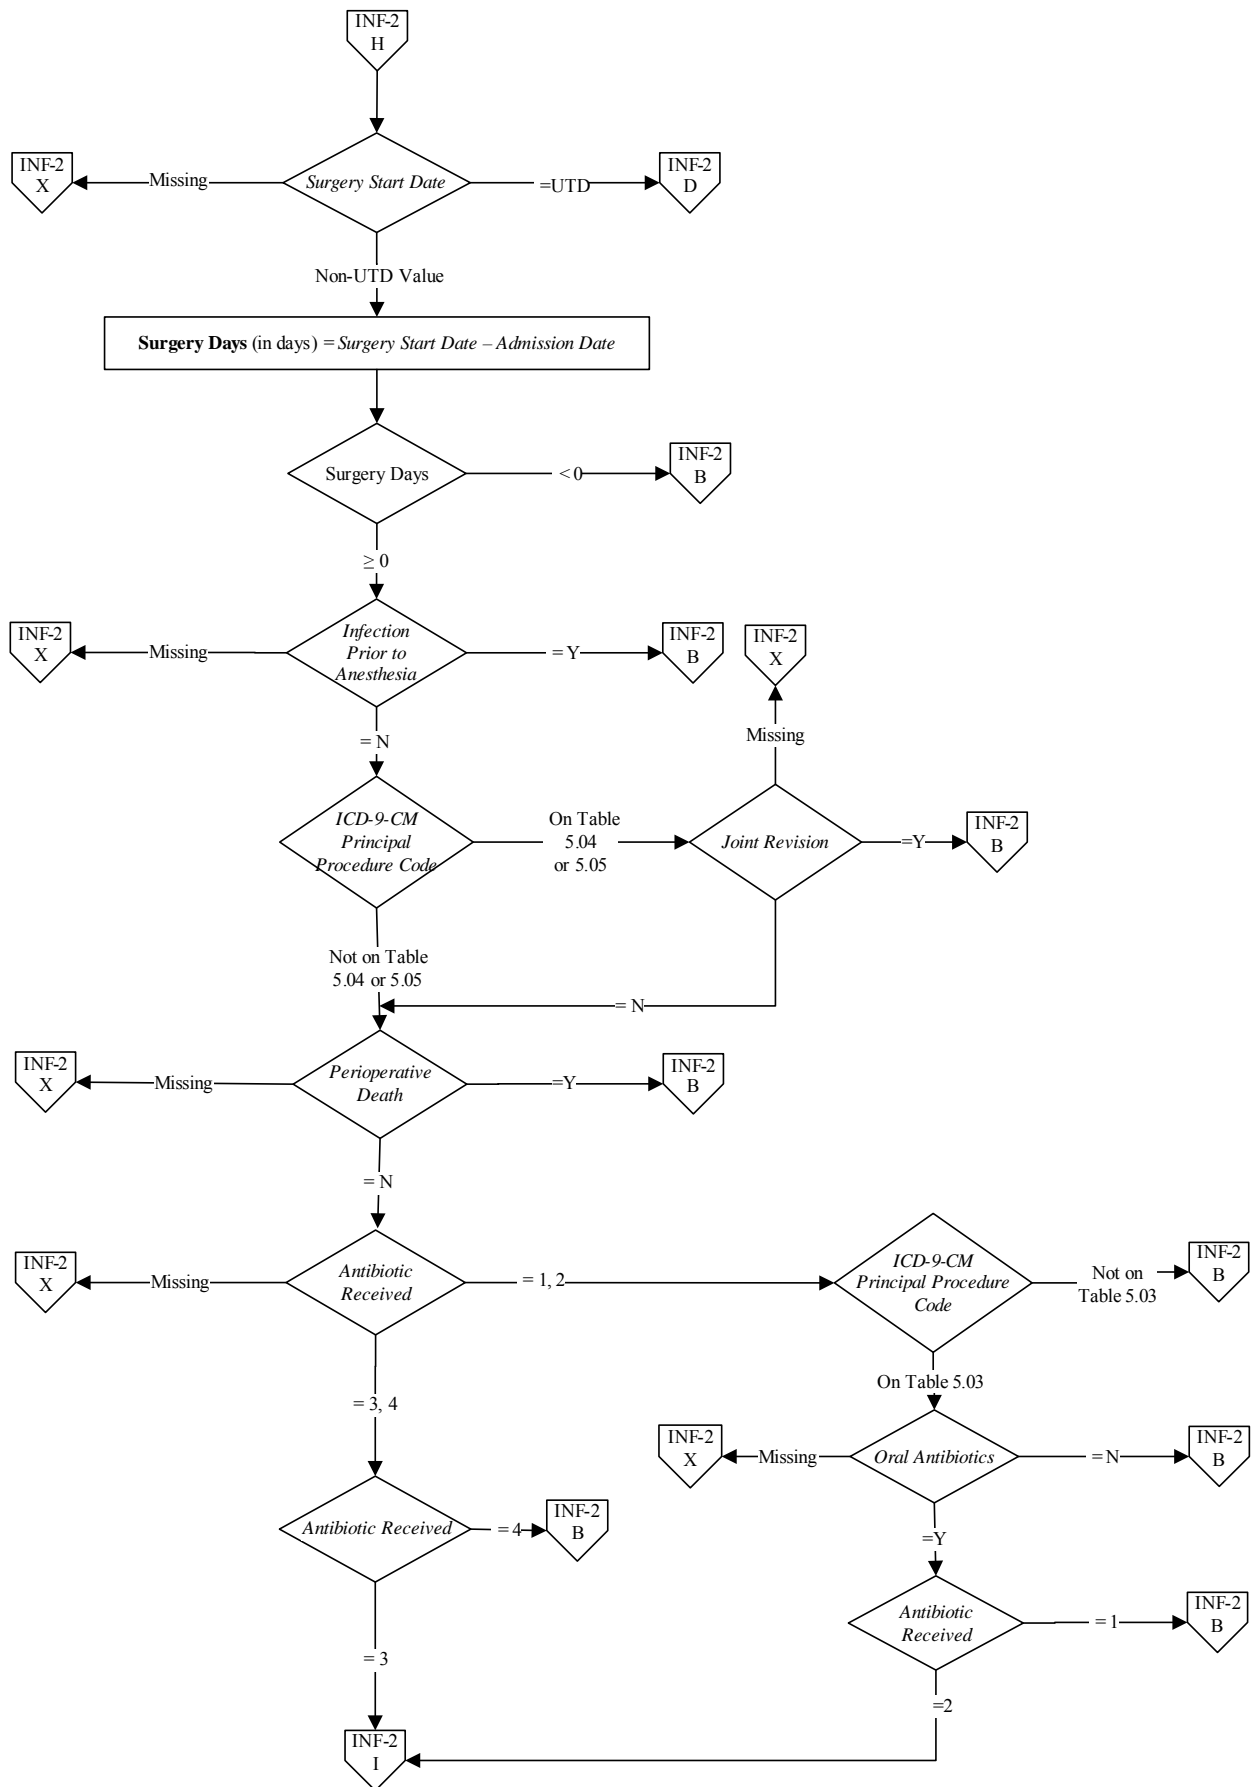 INF-2
H
INF-2
X
Missing
Surgery Start Date
=UTD
INF-2
D
Non-UTD Value
Surgery Days (in days) = Surgery Start Date – Admission Date
Surgery Days
< 0
INF-2
B
≥ 0
INF-2
X
Missing
Infection
Prior to
Anesthesia
= Y
INF-2
B
INF-2
X
Missing
= N
ICD-9-CM
Principal
Procedure Code
On Table
5.04
or 5.05
Joint Revision
=Y
INF-2
B
Not on Table
5.04 or 5.05
= N
INF-2
X
Missing
Perioperative
Death
=Y
INF-2
B
= N
INF-2
X
Missing
Antibiotic
Received
= 1, 2
ICD-9-CM
Principal Procedure
Code
Not on
Table 5.03
INF-2
B
On Table 5.03
= 3, 4
INF-2
X
Missing
Oral Antibiotics
= N
INF-2
B
Antibiotic Received
= 4
INF-2
B
=Y
Antibiotic
Received
= 1
INF-2
B
= 3
=2
INF-2
I